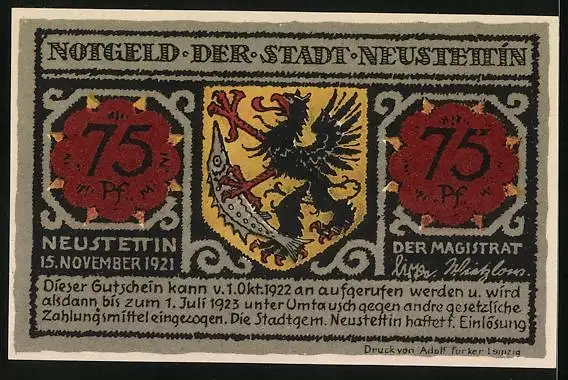 NOTGELD · DER · STADT · NEUSTETTIN
75
Pf.
75
Pf.
NEUSTETTIN
15. NOVEMBER 1921
DER MAGISTRAT
Dieser Gutschein kann v. 1. Okt. 1922 an aufgerufen werden u. wird
alsdann bis zum 1. Juli 1923 unter Umtausch gegen andre gesetzliche
Zahlungsmittel eingezogen. Die Stadtgem. Neustettin haftet f. Einlösung
Druck von Adolf Forker Leipzig